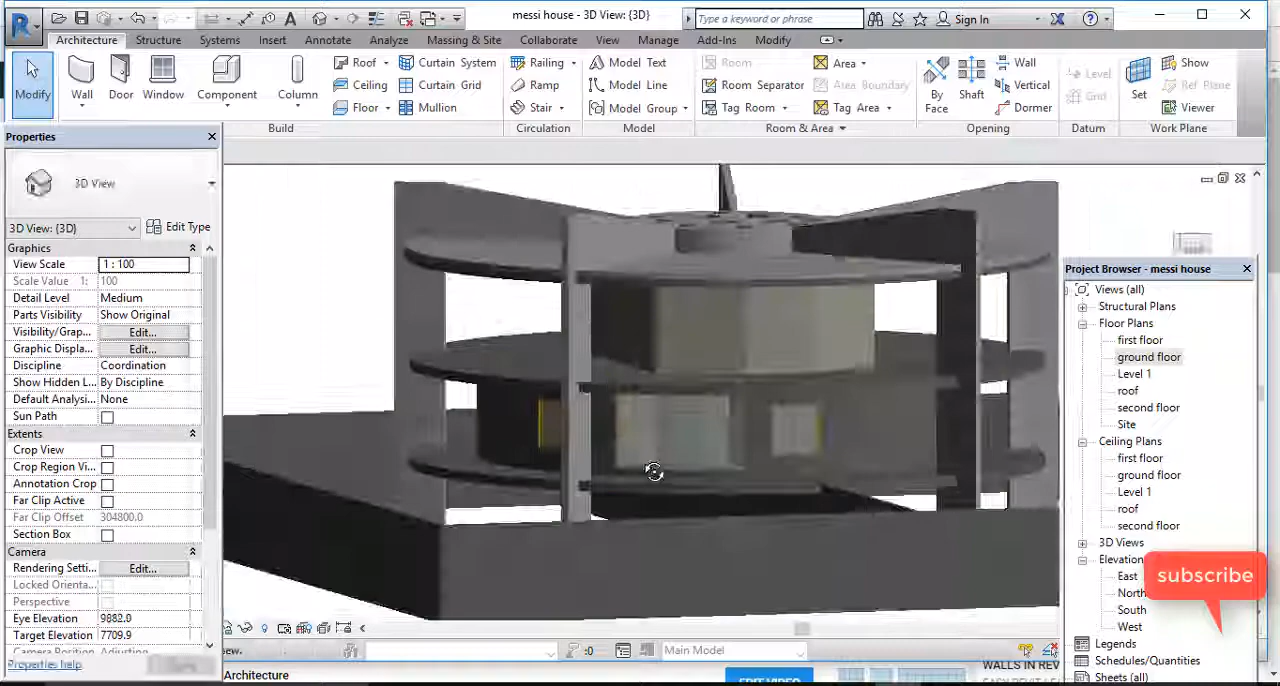 messi house - 3D View: {3D}
Type a keyword or phrase
Sign In
Architecture Structure Systems Insert Annotate Analyze Massing & Site Collaborate View Manage Add-Ins Modify
Modify
Wall
Door
Window
Component
Column
Roof
Ceiling
Floor
Curtain System
Curtain Grid
Mullion
Railing
Ramp
Stair
Model Text
Model Line
Model Group
Room
Room Separator
Tag Room
Area
Area Boundary
Tag Area
By Face
Shaft
Wall
Vertical
Dormer
Level
Grid
Set
Show
Ref Plane
Viewer
Build
Circulation
Model
Room & Area
Opening
Datum
Work Plane
Properties
3D View
3D View: {3D}
Edit Type
Graphics
View Scale 1 : 100
Scale Value 1: 100
Detail Level Medium
Parts Visibility Show Original
Visibility/Grap... Edit...
Graphic Displa... Edit...
Discipline Coordination
Show Hidden L... By Discipline
Default Analysi... None
Sun Path
Extents
Crop View
Crop Region Vi...
Annotation Crop
Far Clip Active
Far Clip Offset 304800.0
Section Box
Camera
Rendering Setti... Edit...
Locked Orienta...
Perspective
Eye Elevation 9882.0
Target Elevation 7709.9
Camera Position Adjusting
Properties help
Project Browser - messi house
Views (all)
Structural Plans
Floor Plans
first floor
ground floor
Level 1
roof
second floor
Site
Ceiling Plans
first floor
ground floor
Level 1
roof
second floor
3D Views
Elevation
East
North
South
West
Legends
Schedules/Quantities
Sheets (all)
subscribe
ew.
:0
Main Model
Architecture
EDIT VIDEO
WALLS IN REV